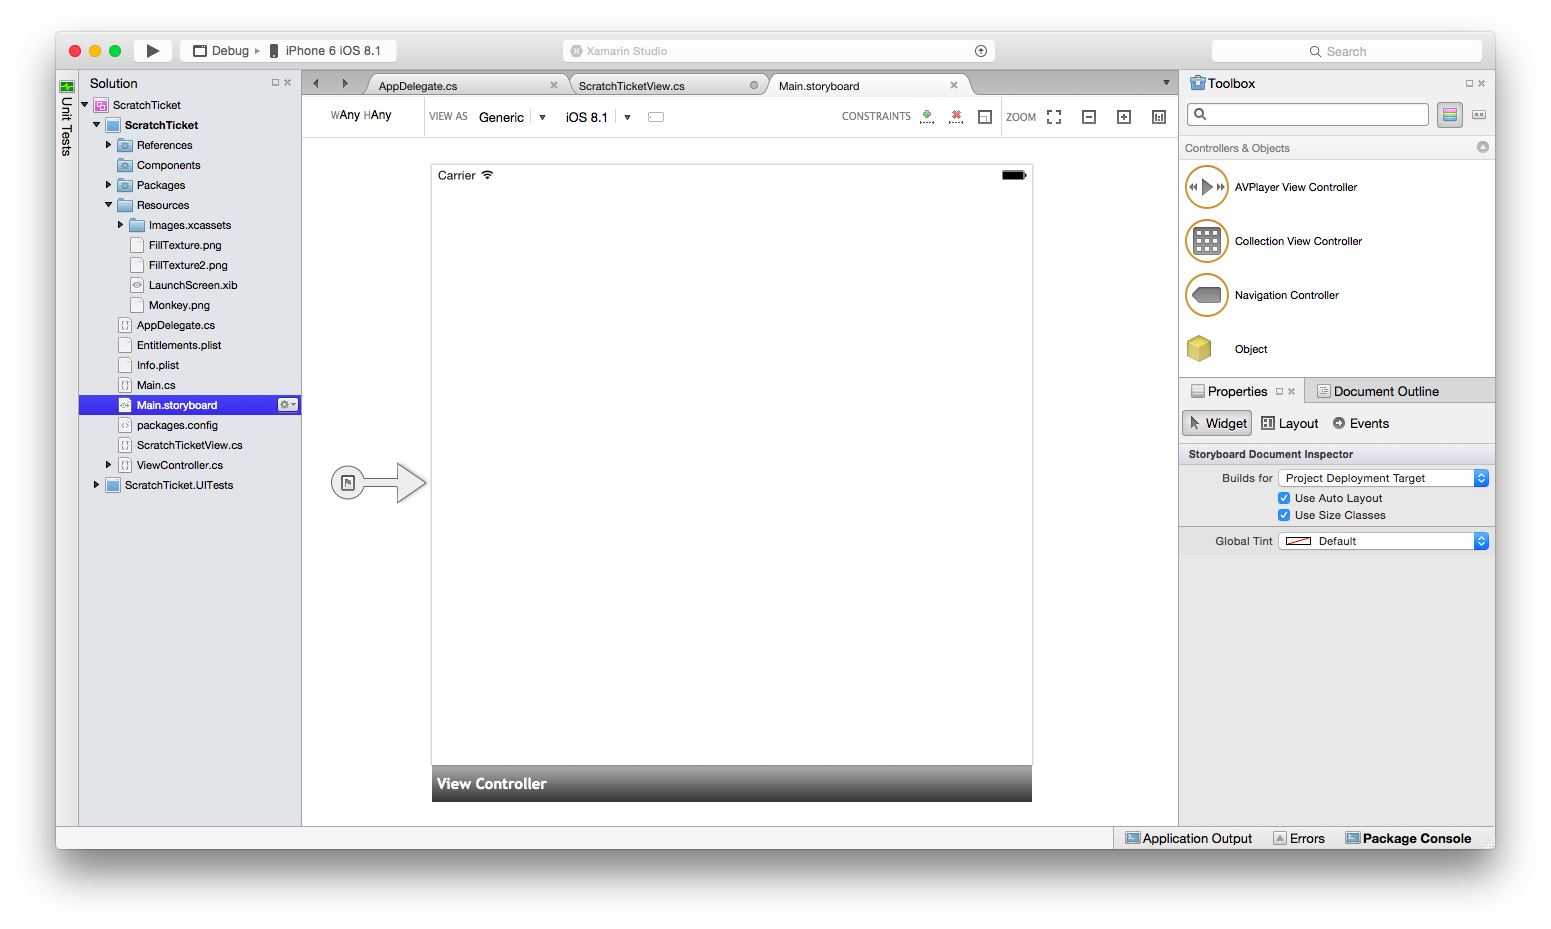 Debug
iPhone 6 iOS 8.1
Xamarin Studio
Search
Unit Tests
Solution
ScratchTicket
ScratchTicket
References
Components
Packages
Resources
Images.xcassets
FillTexture.png
FillTexture2.png
LaunchScreen.xib
Monkey.png
AppDelegate.cs
Entitlements.plist
Info.plist
Main.cs
Main.storyboard
packages.config
ScratchTicketView.cs
ViewController.cs
ScratchTicket.UITests
AppDelegate.cs
ScratchTicketView.cs
Main.storyboard
wAny hAny
VIEW AS Generic iOS 8.1
CONSTRAINTS
ZOOM
Carrier
View Controller
Toolbox
Controllers & Objects
AVPlayer View Controller
Collection View Controller
Navigation Controller
Object
Properties
Document Outline
Widget
Layout
Events
Storyboard Document Inspector
Builds for Project Deployment Target
Use Auto Layout
Use Size Classes
Global Tint Default
Application Output
Errors
Package Console